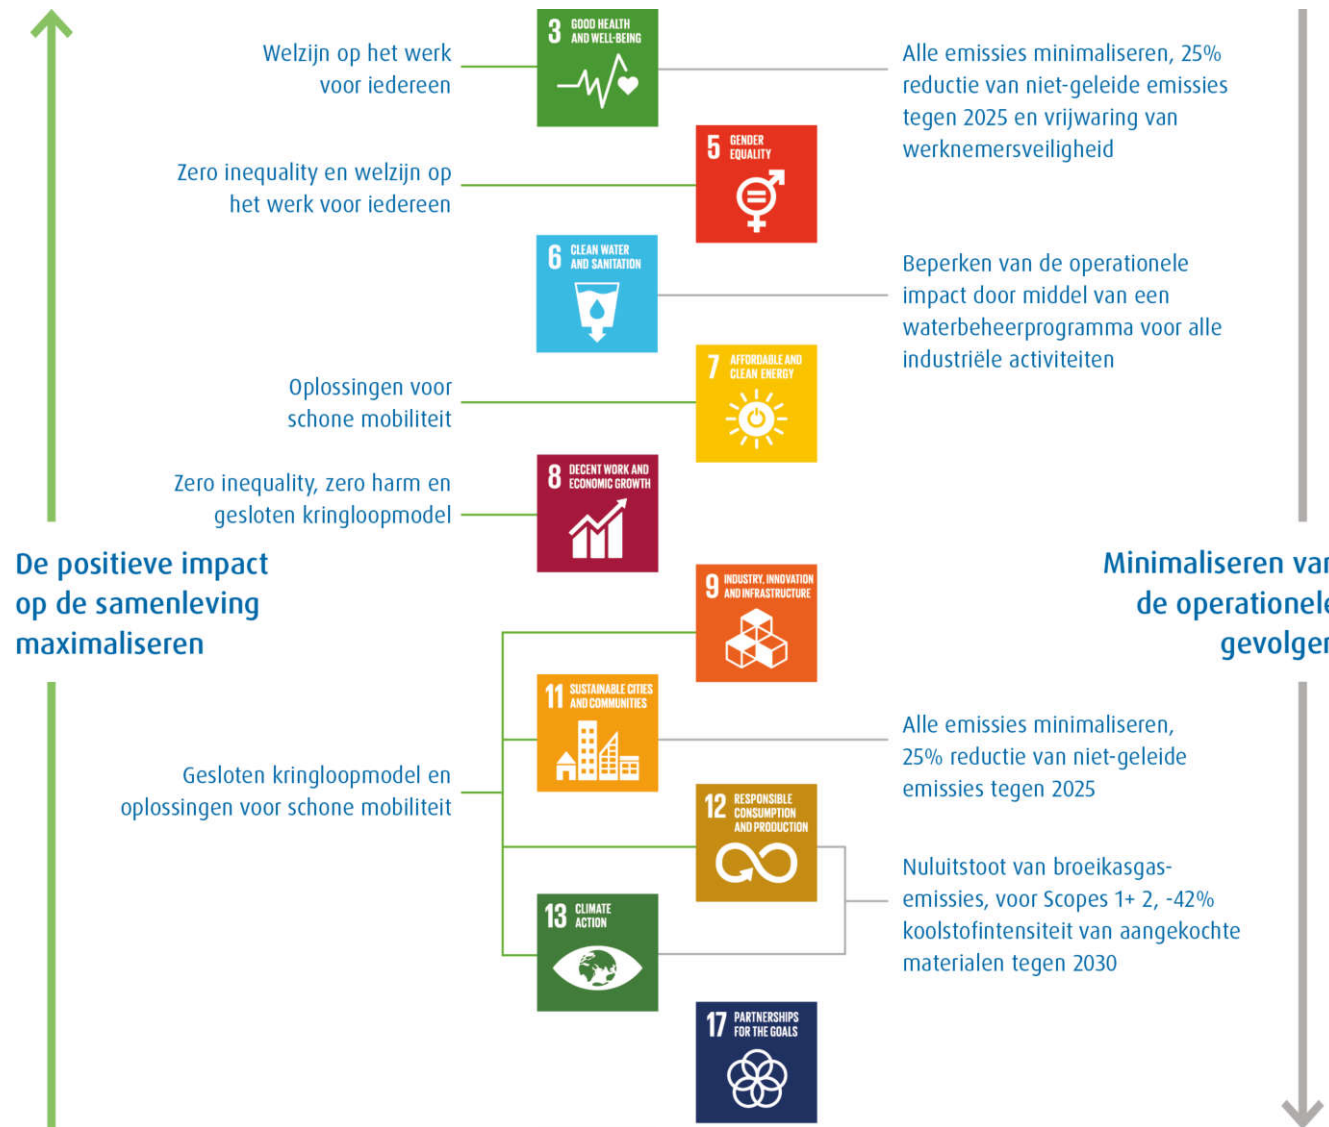 3 GOOD HEALTH
AND WELL-BEING
Welzijn op het werk
voor iedereen
Alle emissies minimaliseren, 25%
reductie van niet-geleide emissies
tegen 2025 en vrijwaring van
werknemersveiligheid
5 GENDER
EQUALITY
Zero inequality en welzijn op
het werk voor iedereen
6 CLEAN WATER
AND SANITATION
Beperken van de operationele
impact door middel van een
waterbeheerprogramma voor alle
industriële activiteiten
7 AFFORDABLE AND
CLEAN ENERGY
Oplossingen voor
schone mobiliteit
8 DECENT WORK AND
ECONOMIC GROWTH
Zero inequality, zero harm en
gesloten kringloopmodel
De positieve impact
op de samenleving
maximaliseren
Minimaliseren van
de operationele
gevolgen
9 INDUSTRY, INNOVATION
AND INFRASTRUCTURE
11 SUSTAINABLE CITIES
AND COMMUNITIES
Alle emissies minimaliseren,
25% reductie van niet-geleide
emissies tegen 2025
Gesloten kringloopmodel en
oplossingen voor schone mobiliteit
12 RESPONSIBLE
CONSUMPTION
AND PRODUCTION
Nuluitstoot van broeikasgas-
emissies, voor Scopes 1+ 2, -42%
koolstofintensiteit van aangekochte
materialen tegen 2030
13 CLIMATE
ACTION
17 PARTNERSHIPS
FOR THE GOALS